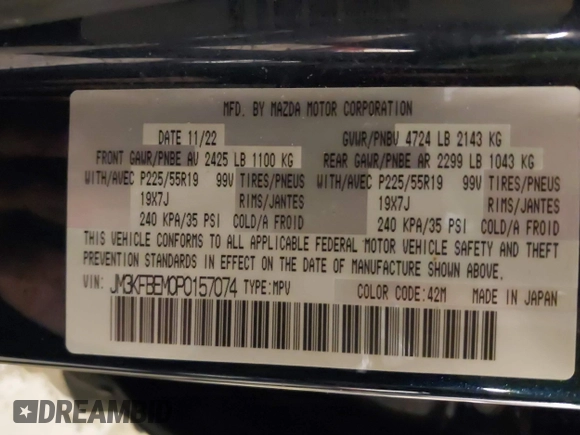 MFD. BY MAZDA MOTOR CORPORATION
DATE 11/22 GVWR/PNBV 4724 LB 2143 KG
FRONT GAWR/PNBE AV 2425 LB 1100 KG REAR GAWR/PNBE AR 2299 LB 1043 KG
WITH/AVEC P225/55R19 99V TIRES/PNEUS WITH/AVEC P225/55R19 99V TIRES/PNEUS
19X7J RIMS/JANTES 19X7J RIMS/JANTES
240 KPA/35 PSI COLD/A FROID 240 KPA/35 PSI COLD/A FROID
THIS VEHICLE CONFORMS TO ALL APPLICABLE FEDERAL MOTOR VEHICLE SAFETY AND THEFT
PREVENTION STANDARDS IN EFFECT ON THE DATE OF MANUFACTURE SHOWN ABOVE.
VIN: JM3KFBEM0P0157074 TYPE:MPV COLOR CODE:42M MADE IN JAPAN
DREAMBID